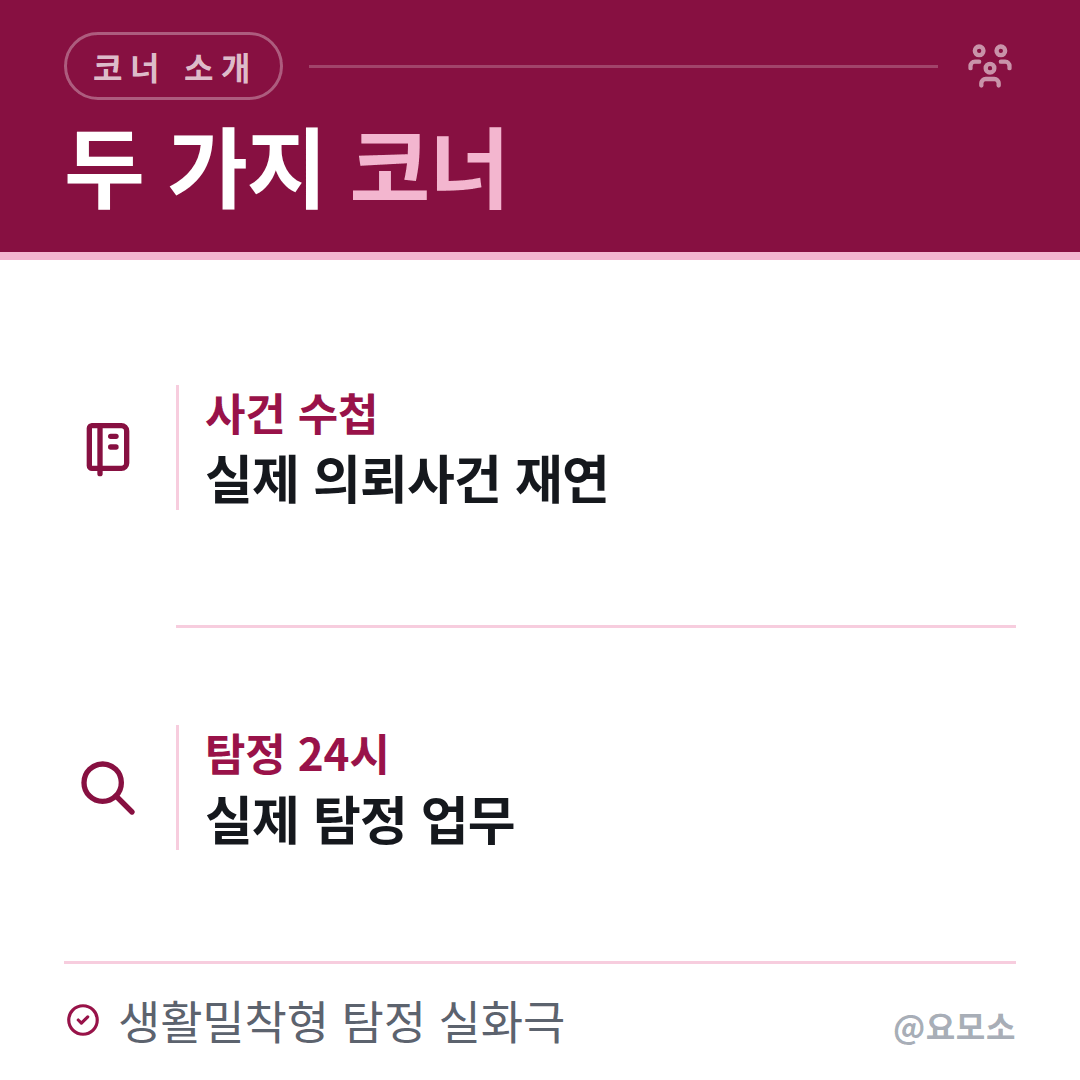 코너 소개
두 가지 코너
사건 수첩
실제 의뢰사건 재연
탐정 24시
실제 탐정 업무
생활밀착형 탐정 실화극
@요모소